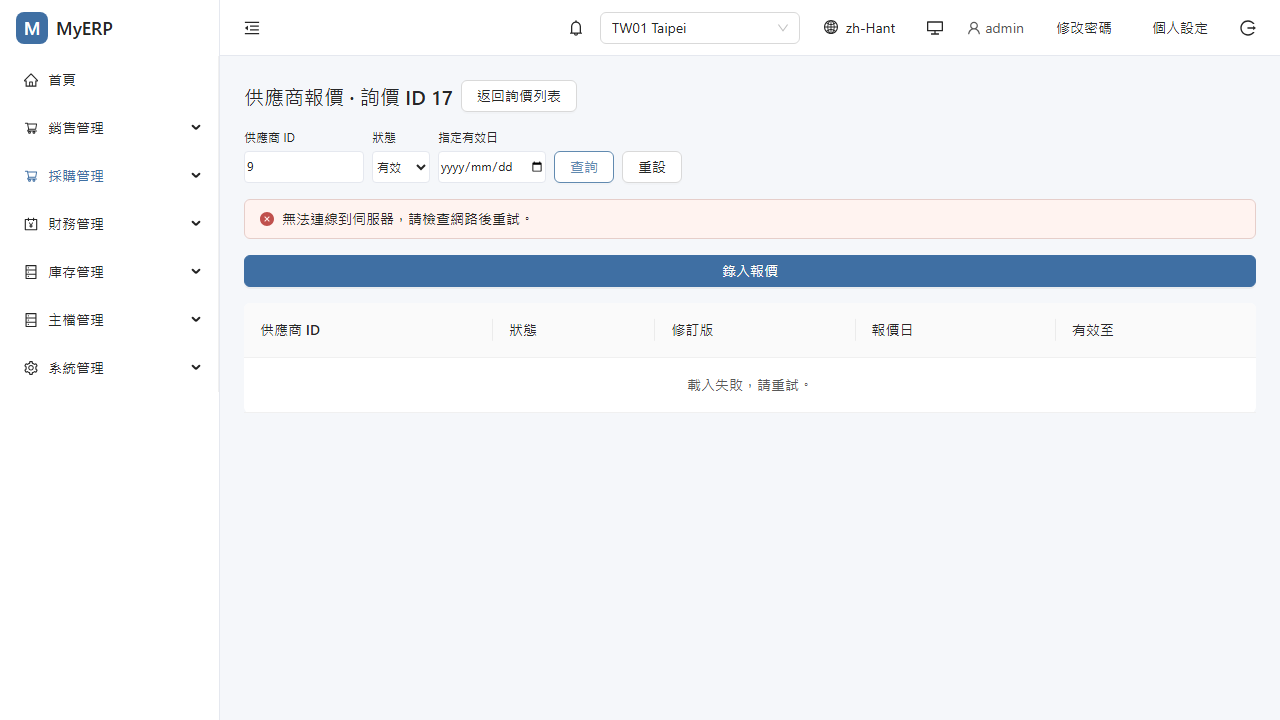 M MyERP
TW01 Taipei
zh-Hant
admin
修改密碼
個人設定
首頁
銷售管理
採購管理
財務管理
庫存管理
主檔管理
系統管理
供應商報價 · 詢價 ID 17
返回詢價列表
供應商 ID
狀態
指定有效日
9
有效
yyyy/mm/dd
查詢
重設
無法連線到伺服器，請檢查網路後重試。
錄入報價
供應商 ID
狀態
修訂版
報價日
有效至
載入失敗，請重試。